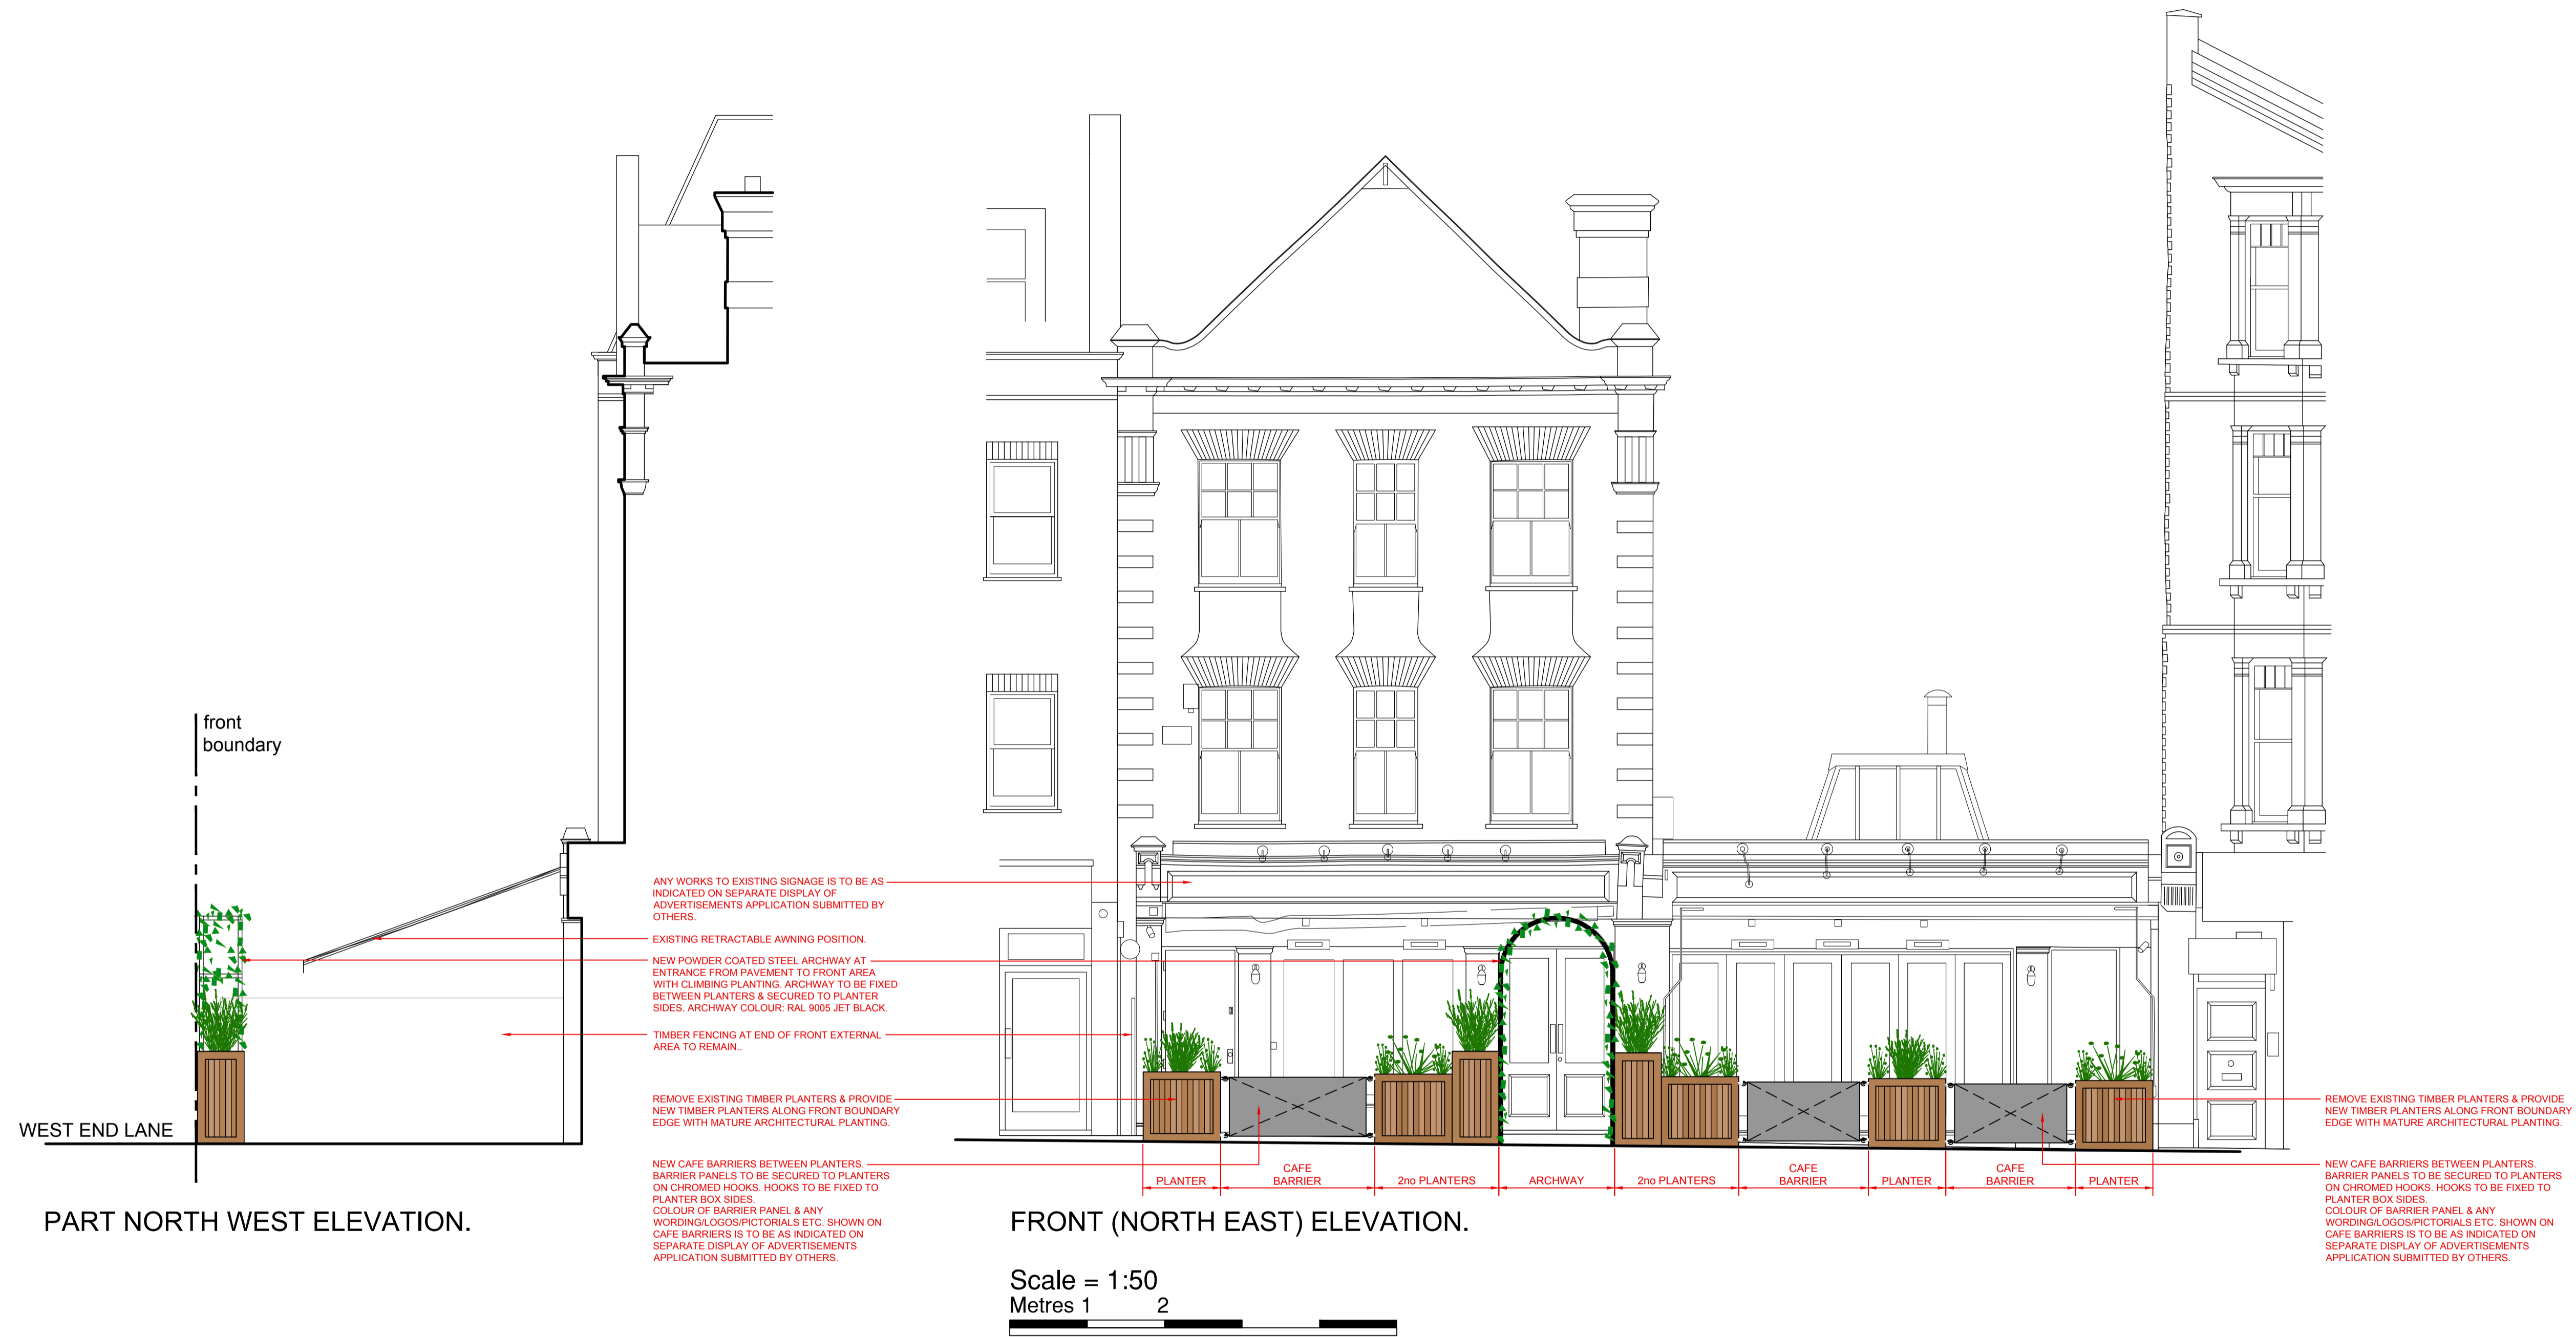 front
boundary
WEST END LANE
PART NORTH WEST ELEVATION.
ANY WORKS TO EXISTING SIGNAGE IS TO BE AS
INDICATED ON SEPARATE DISPLAY OF
ADVERTISEMENTS APPLICATION SUBMITTED BY
OTHERS.
EXISTING RETRACTABLE AWNING POSITION.
NEW POWDER COATED STEEL ARCHWAY AT
ENTRANCE FROM PAVEMENT TO FRONT AREA
WITH CLIMBING PLANTING. ARCHWAY TO BE FIXED
BETWEEN PLANTERS & SECURED TO PLANTER
SIDES. ARCHWAY COLOUR: RAL 9005 JET BLACK.
TIMBER FENCING AT END OF FRONT EXTERNAL
AREA TO REMAIN..
REMOVE EXISTING TIMBER PLANTERS & PROVIDE
NEW TIMBER PLANTERS ALONG FRONT BOUNDARY
EDGE WITH MATURE ARCHITECTURAL PLANTING.
NEW CAFE BARRIERS BETWEEN PLANTERS.
BARRIER PANELS TO BE SECURED TO PLANTERS
ON CHROMED HOOKS. HOOKS TO BE FIXED TO
PLANTER BOX SIDES.
COLOUR OF BARRIER PANEL & ANY
WORDING/LOGOS/PICTORIALS ETC. SHOWN ON
CAFE BARRIERS IS TO BE AS INDICATED ON
SEPARATE DISPLAY OF ADVERTISEMENTS
APPLICATION SUBMITTED BY OTHERS.
PLANTER
CAFE
BARRIER
2no PLANTERS
ARCHWAY
2no PLANTERS
CAFE
BARRIER
PLANTER
CAFE
BARRIER
PLANTER
FRONT (NORTH EAST) ELEVATION.
Scale = 1:50
Metres 1 2
REMOVE EXISTING TIMBER PLANTERS & PROVIDE
NEW TIMBER PLANTERS ALONG FRONT BOUNDARY
EDGE WITH MATURE ARCHITECTURAL PLANTING.
NEW CAFE BARRIERS BETWEEN PLANTERS.
BARRIER PANELS TO BE SECURED TO PLANTERS
ON CHROMED HOOKS. HOOKS TO BE FIXED TO
PLANTER BOX SIDES.
COLOUR OF BARRIER PANEL & ANY
WORDING/LOGOS/PICTORIALS ETC. SHOWN ON
CAFE BARRIERS IS TO BE AS INDICATED ON
SEPARATE DISPLAY OF ADVERTISEMENTS
APPLICATION SUBMITTED BY OTHERS.